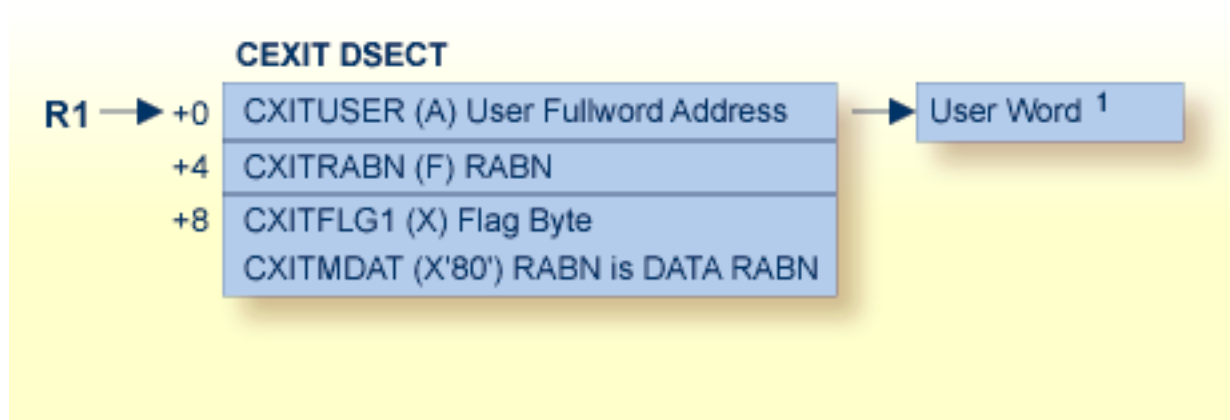 CEXIT DSECT
R1 +0 CXITUSER (A) User Fullword Address User Word 1
+4 CXITRABN (F) RABN
+8 CXITFLG1 (X) Flag Byte
CXITMDAT (X'80') RABN is DATA RABN